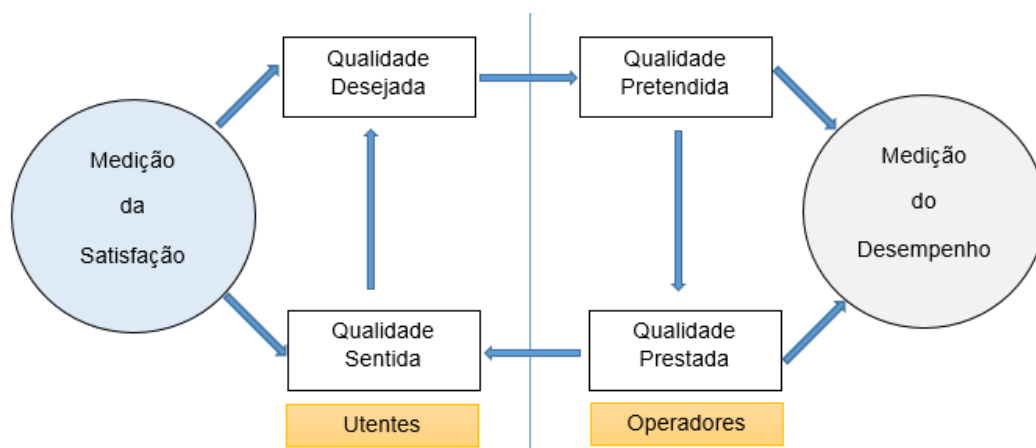 Qualidade
Desejada
Qualidade
Pretendida
Medição
da
Satisfação
Medição
do
Desempenho
Qualidade
Sentida
Qualidade
Prestada
Utentes
Operadores